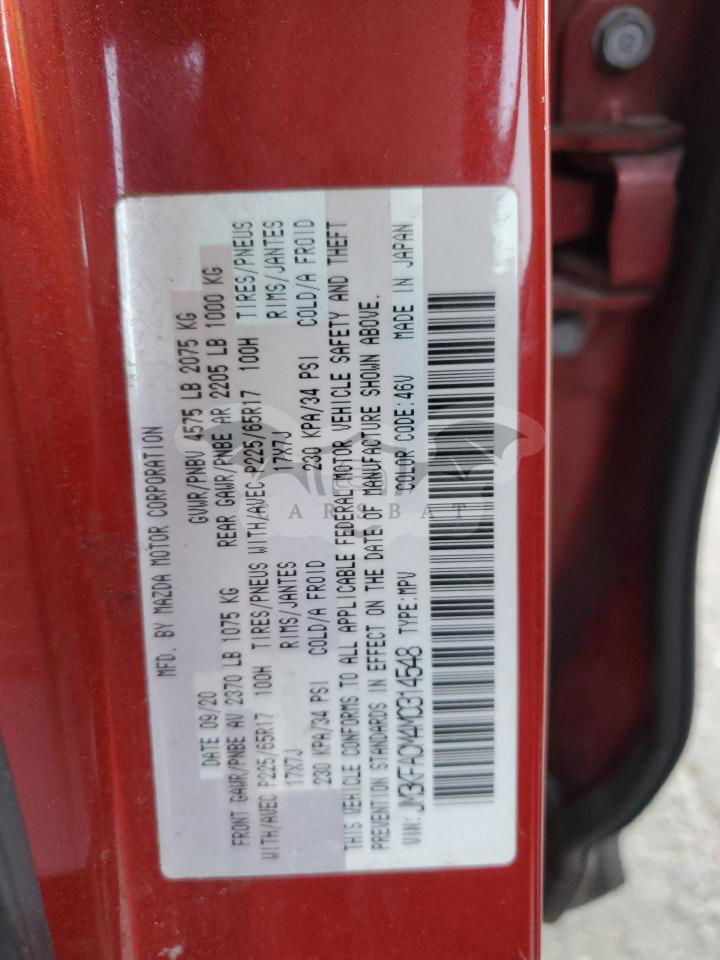 MFD. BY MAZDA MOTOR CORPORATION
DATE 09/20 GVWR/PNBV 4575 LB 2075 KG
FRONT GAWR/PNBE AV 2370 LB 1075 KG REAR GAWR/PNBE AR 2205 LB 1000 KG
WITH/AVEC P225/65R17 100H TIRES/PNEUS WITH/AVEC P225/65R17 100H TIRES/PNEUS
17X7J RIMS/JANTES 17X7J RIMS/JANTES
230 KPA/34 PSI COLD/A FROID 230 KPA/34 PSI COLD/A FROID
THIS VEHICLE CONFORMS TO ALL APPLICABLE FEDERAL MOTOR VEHICLE SAFETY AND THEFT
PREVENTION STANDARDS IN EFFECT ON THE DATE OF MANUFACTURE SHOWN ABOVE.
VIN: JM3KFACM4M0314548 TYPE:MPV COLOR CODE:46V MADE IN JAPAN
CARSBAT